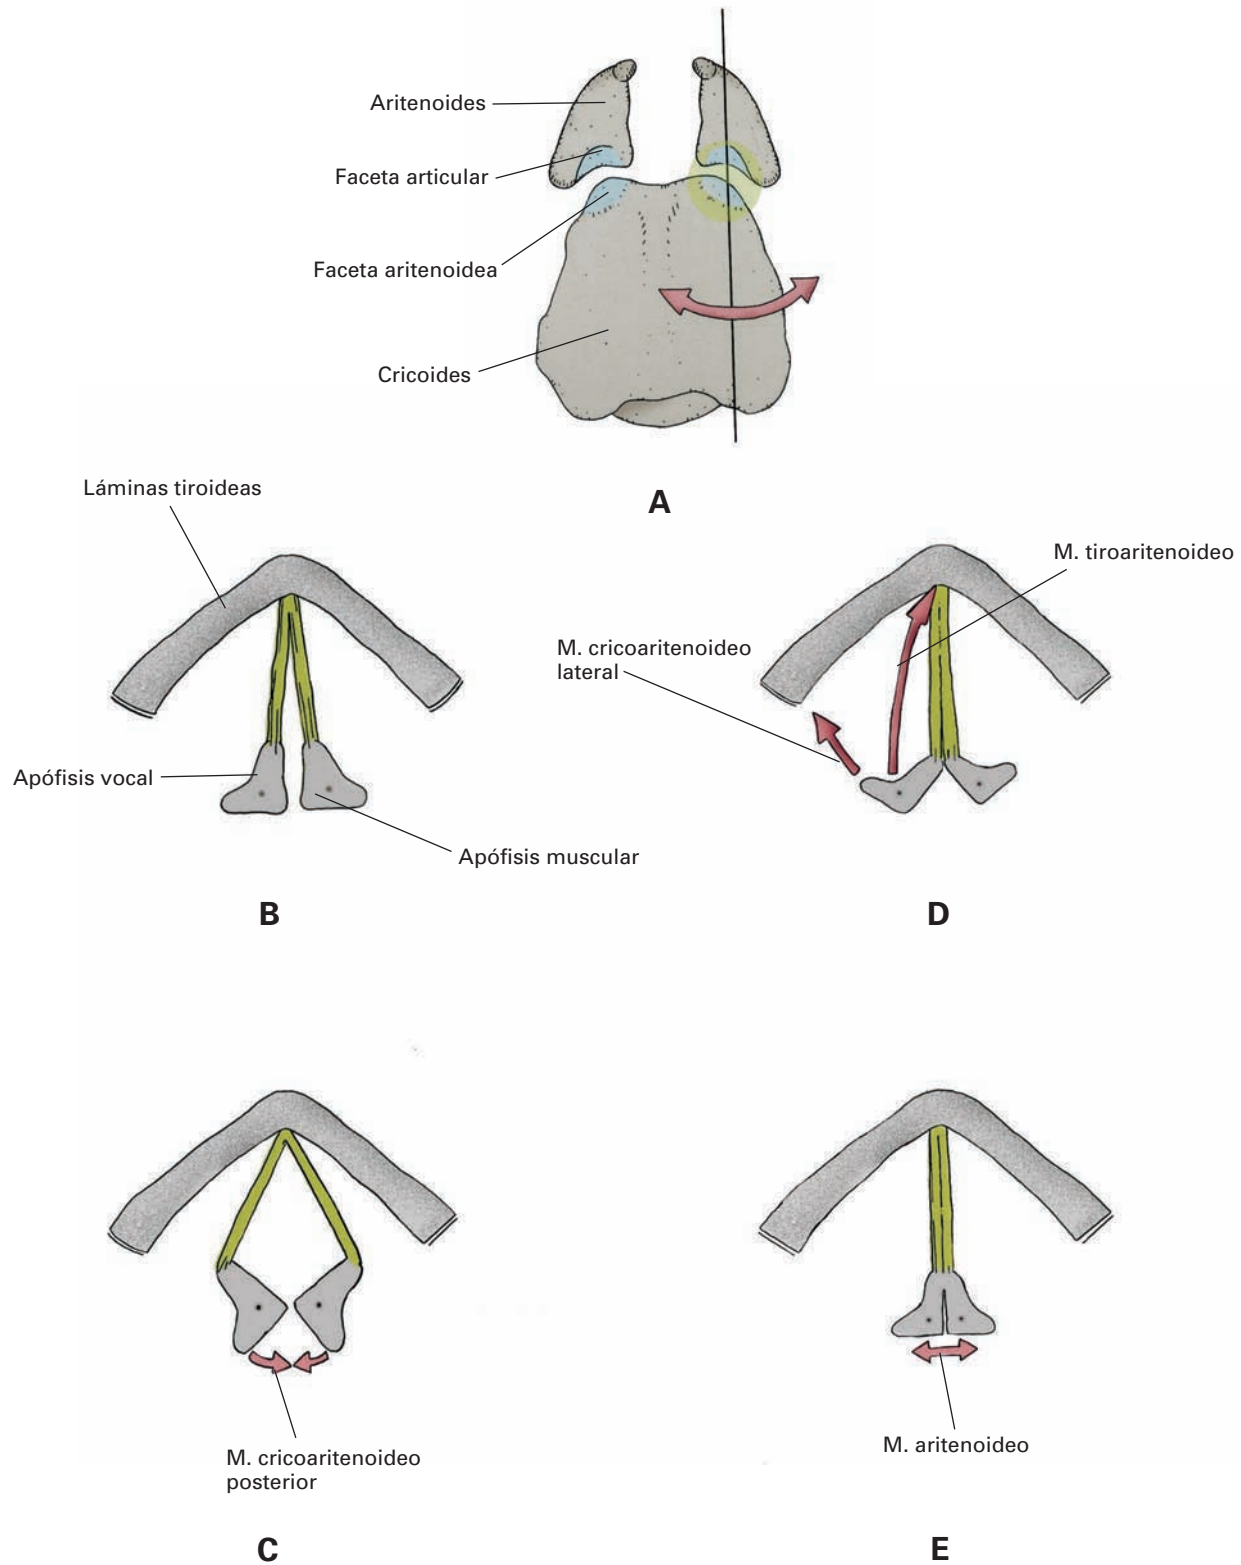 Aritenoides
Faceta articular
Faceta aritenoidea
Cricoides
A
Láminas tiroideas
Apófisis vocal
Apófisis muscular
B
M. tiroaritenoideo
M. cricoaritenoideo
lateral
D
M. cricoaritenoideo
posterior
C
M. aritenoideo
E